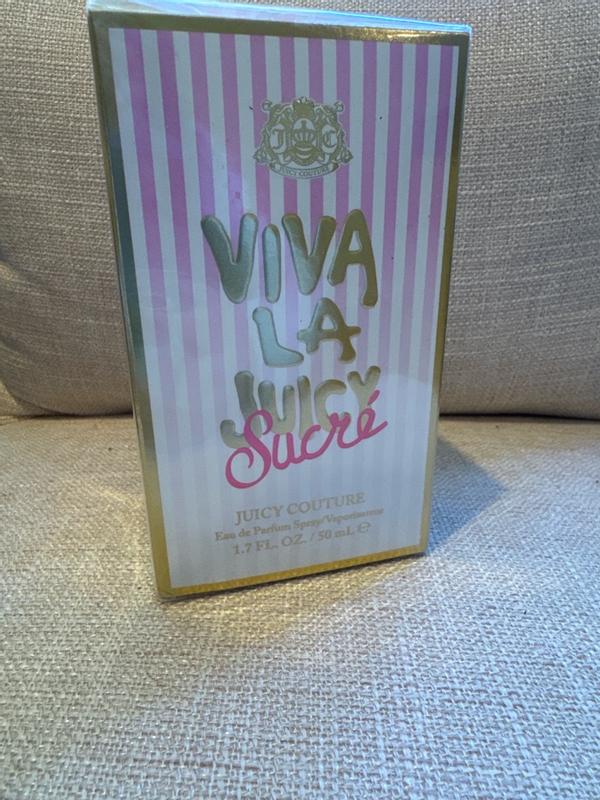 J C
JUICY COUTURE
VIVA
LA
JUICY
Sucré
JUICY COUTURE
Eau de Parfum Spray/Vaporisateur
1.7 FL. OZ. / 50 mL ℮